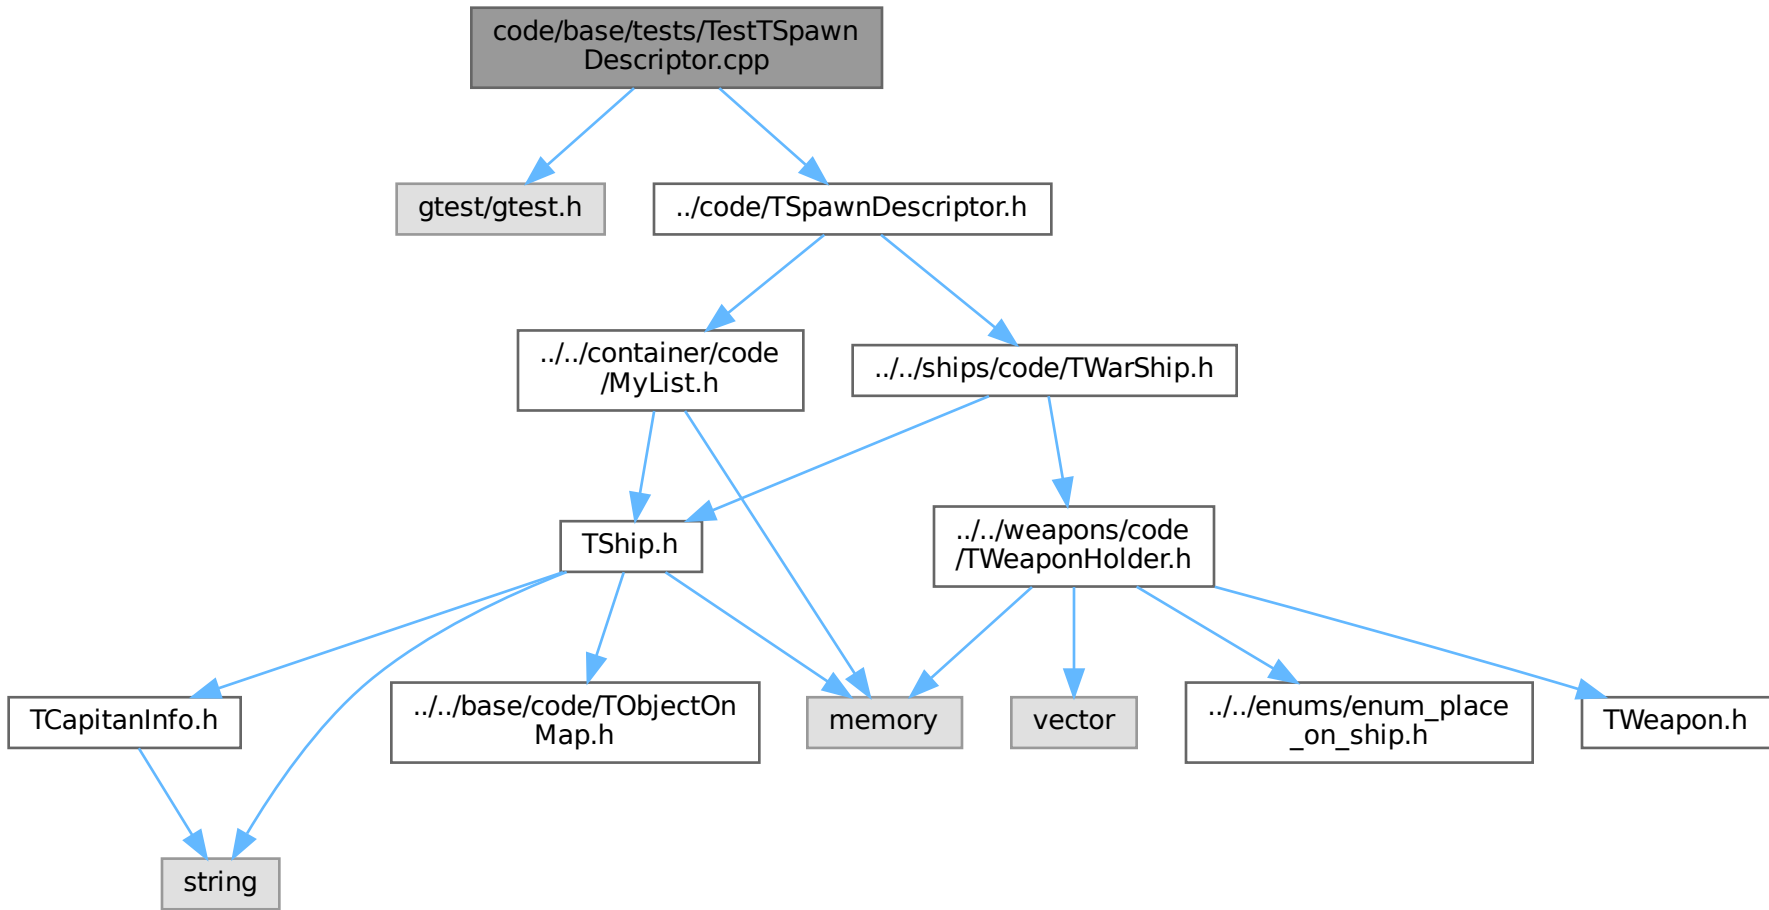 code/base/tests/TestTSpawn
Descriptor.cpp
gtest/gtest.h
../code/TSpawnDescriptor.h
../../container/code
/MyList.h
../../ships/code/TWarShip.h
TShip.h
../../weapons/code
/TWeaponHolder.h
TCapitanInfo.h
../../base/code/TObjectOn
Map.h
memory
vector
../../enums/enum_place
_on_ship.h
TWeapon.h
string